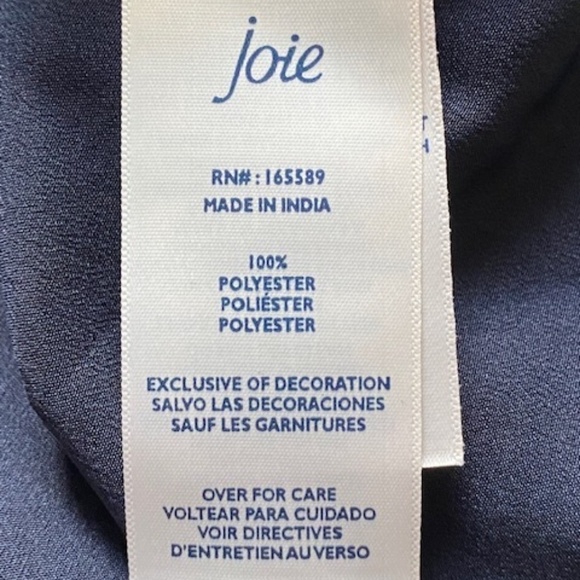 joie
RN#:165589
MADE IN INDIA
100%
POLYESTER
POLIÉSTER
POLYESTER
EXCLUSIVE OF DECORATION
SALVO LAS DECORACIONES
SAUF LES GARNITURES
OVER FOR CARE
VOLTEAR PARA CUIDADO
VOIR DIRECTIVES
D'ENTRETIEN AU VERSO